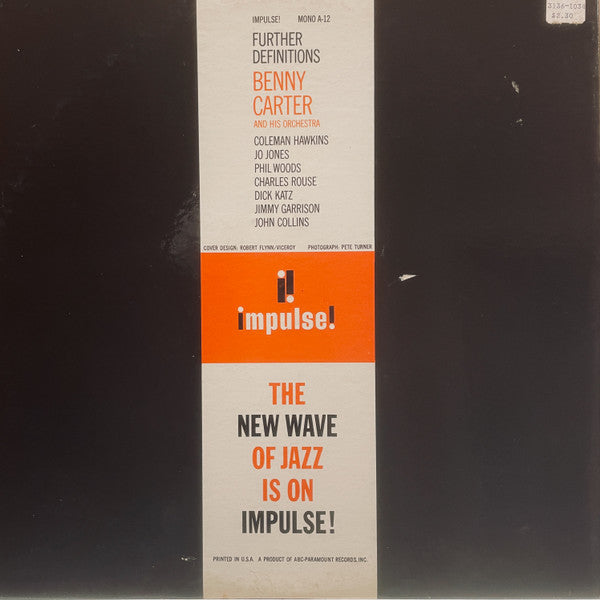 3136-1030
$2.30
IMPULSE! MONO A-12
FURTHER
DEFINITIONS
BENNY
CARTER
AND HIS ORCHESTRA
COLEMAN HAWKINS
JO JONES
PHIL WOODS
CHARLES ROUSE
DICK KATZ
JIMMY GARRISON
JOHN COLLINS
COVER DESIGN: ROBERT FLYNN/VICEROY PHOTOGRAPH: PETE TURNER
i!
impulse!
THE
NEW WAVE
OF JAZZ
IS ON
IMPULSE!
PRINTED IN U.S.A. A PRODUCT OF ABC-PARAMOUNT RECORDS, INC.